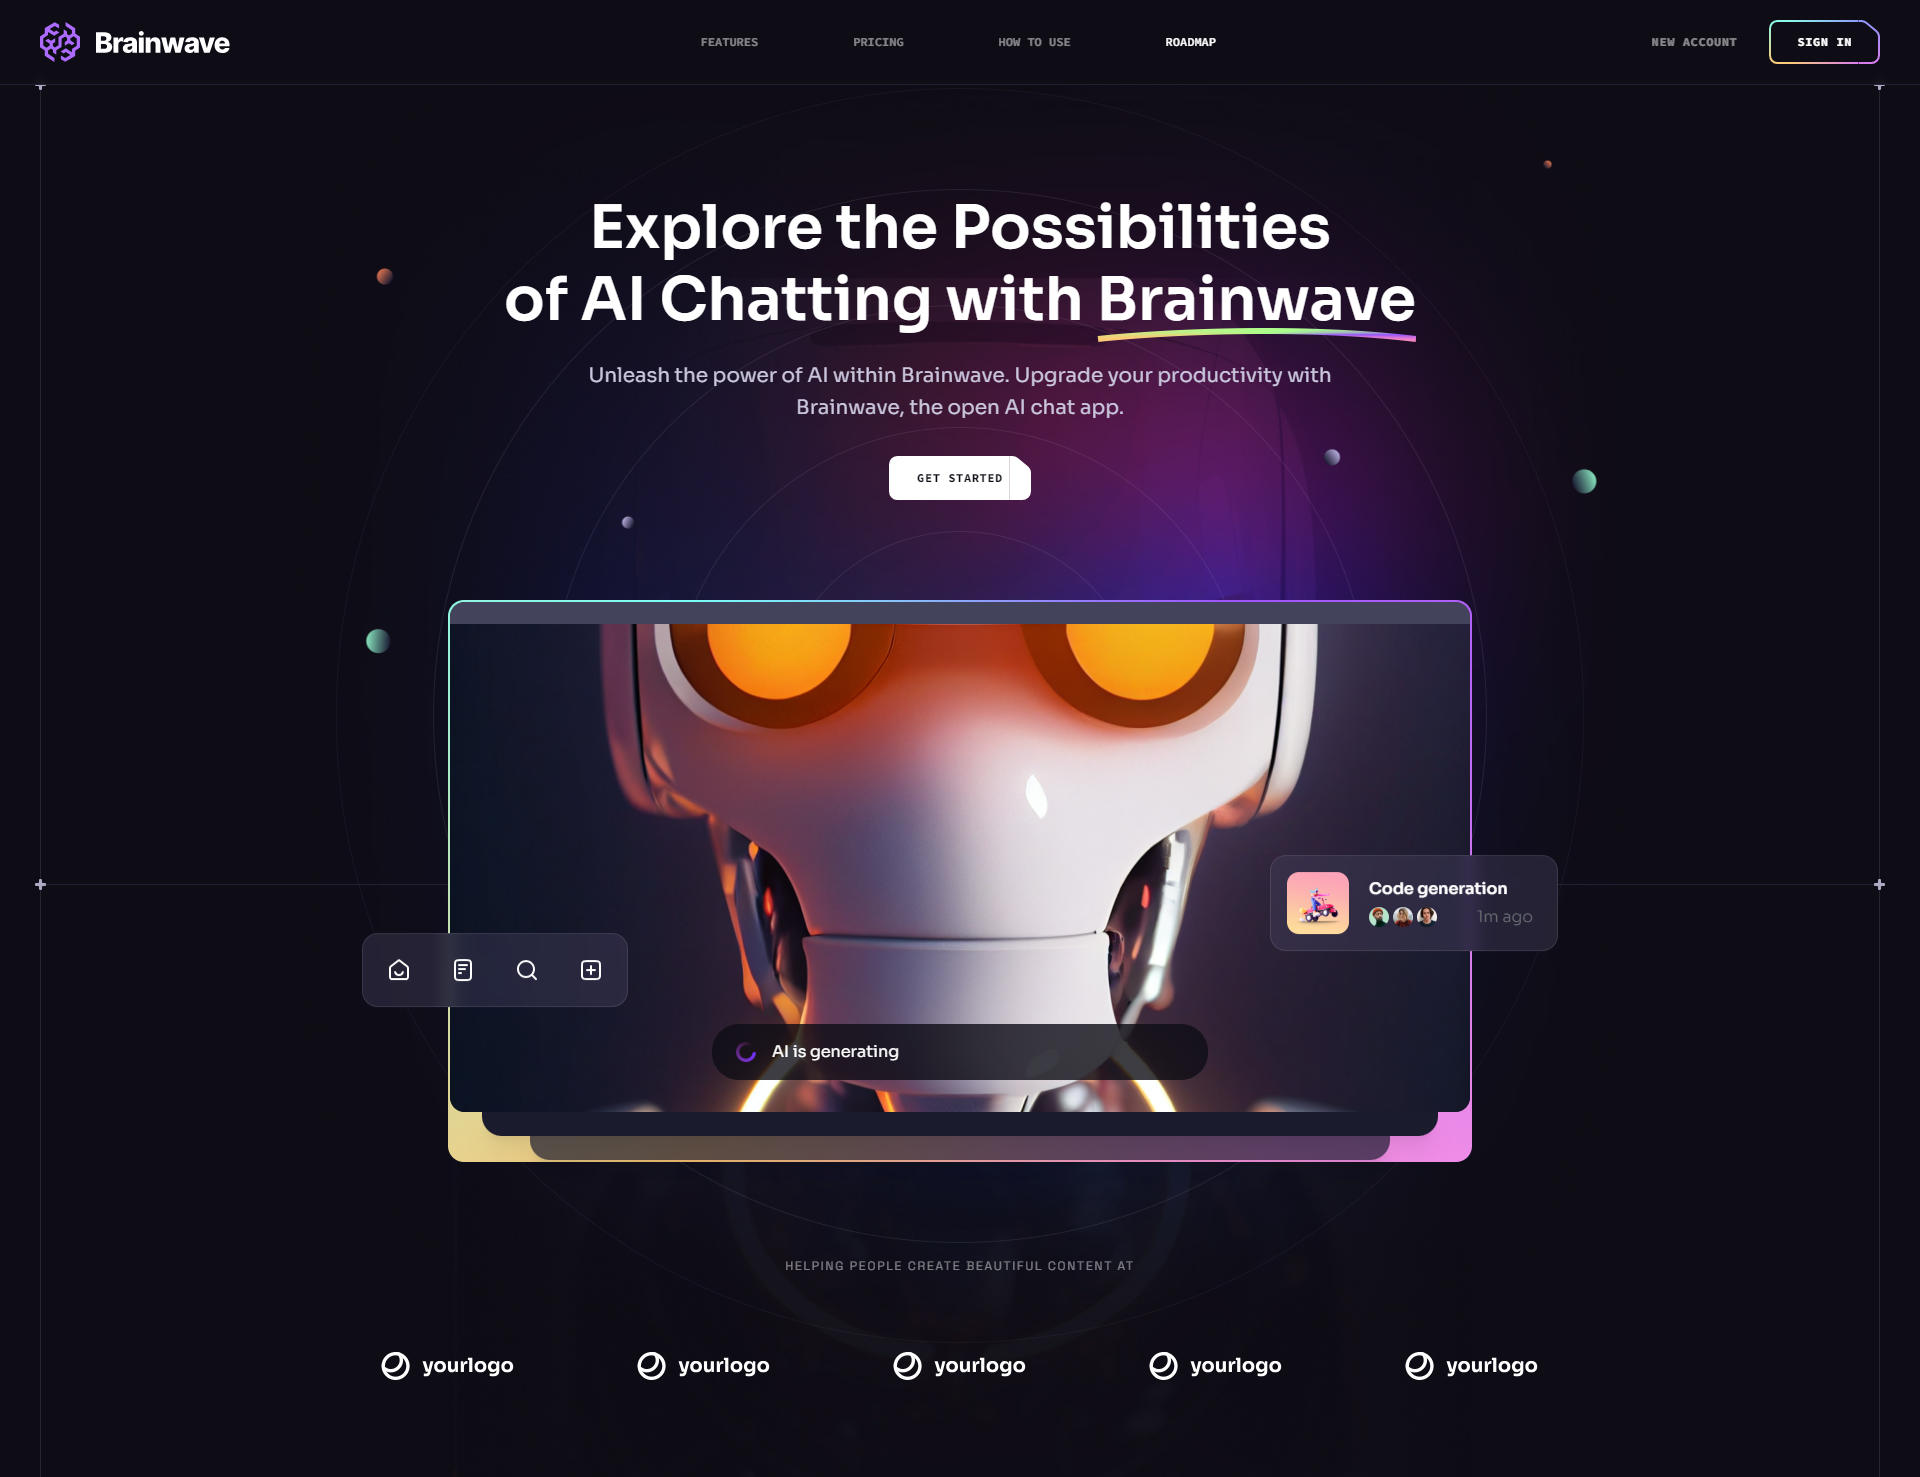 Brainwave
FEATURES
PRICING
HOW TO USE
ROADMAP
NEW ACCOUNT
SIGN IN
Explore the Possibilities
of AI Chatting with Brainwave
Unleash the power of AI within Brainwave. Upgrade your productivity with
Brainwave, the open AI chat app.
GET STARTED
Code generation
1m ago
AI is generating
HELPING PEOPLE CREATE BEAUTIFUL CONTENT AT
yourlogo
yourlogo
yourlogo
yourlogo
yourlogo